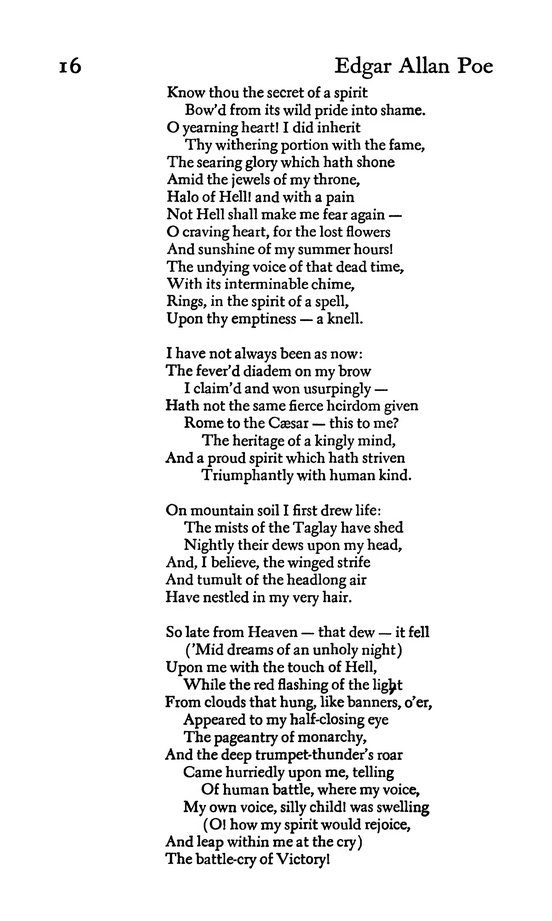 16 Edgar Allan Poe
Know thou the secret of a spirit
Bow'd from its wild pride into shame.
O yearning heart! I did inherit
Thy withering portion with the fame,
The searing glory which hath shone
Amid the jewels of my throne,
Halo of Hell! and with a pain
Not Hell shall make me fear again —
O craving heart, for the lost flowers
And sunshine of my summer hours!
The undying voice of that dead time,
With its interminable chime,
Rings, in the spirit of a spell,
Upon thy emptiness — a knell.

I have not always been as now:
The fever'd diadem on my brow
I claim'd and won usurpingly —
Hath not the same fierce heirdom given
Rome to the Cæsar — this to me?
The heritage of a kingly mind,
And a proud spirit which hath striven
Triumphantly with human kind.

On mountain soil I first drew life:
The mists of the Taglay have shed
Nightly their dews upon my head,
And, I believe, the winged strife
And tumult of the headlong air
Have nestled in my very hair.

So late from Heaven — that dew — it fell
('Mid dreams of an unholy night)
Upon me with the touch of Hell,
While the red flashing of the light
From clouds that hung, like banners, o'er,
Appeared to my half-closing eye
The pageantry of monarchy,
And the deep trumpet-thunder's roar
Came hurriedly upon me, telling
Of human battle, where my voice,
My own voice, silly child! was swelling
(O! how my spirit would rejoice,
And leap within me at the cry)
The battle-cry of Victory!